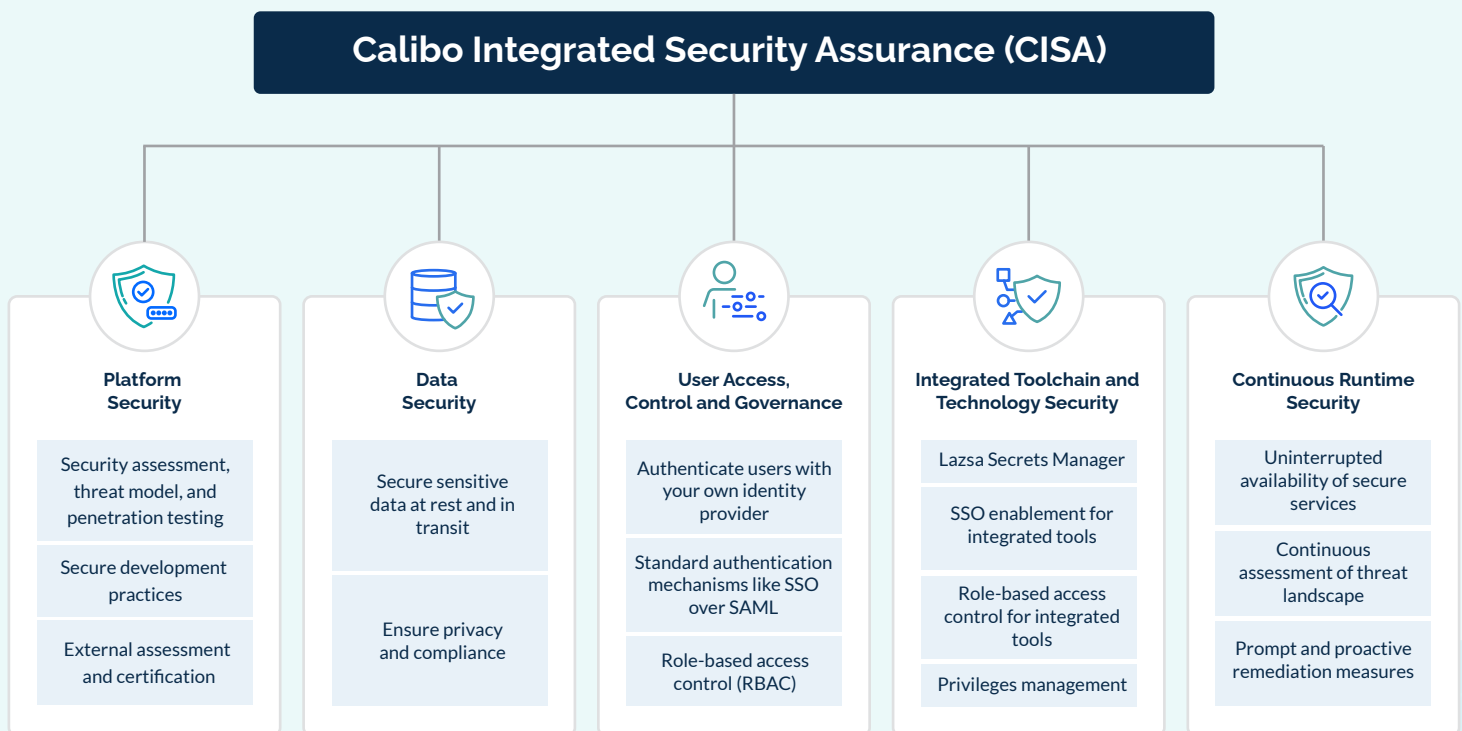 Calibo Integrated Security Assurance (CISA)
Platform
Security
Security assessment,
threat model, and
penetration testing
Secure development
practices
External assessment
and certification
Data
Security
Secure sensitive
data at rest and in
transit
Ensure privacy
and compliance
User Access,
Control and Governance
Authenticate users with
your own identity
provider
Standard authentication
mechanisms like SSO
over SAML
Role-based access
control (RBAC)
Integrated Toolchain and
Technology Security
Lazsa Secrets Manager
SSO enablement for
integrated tools
Role-based access
control for integrated
tools
Privileges management
Continuous Runtime
Security
Uninterrupted
availability of secure
services
Continuous
assessment of threat
landscape
Prompt and proactive
remediation measures